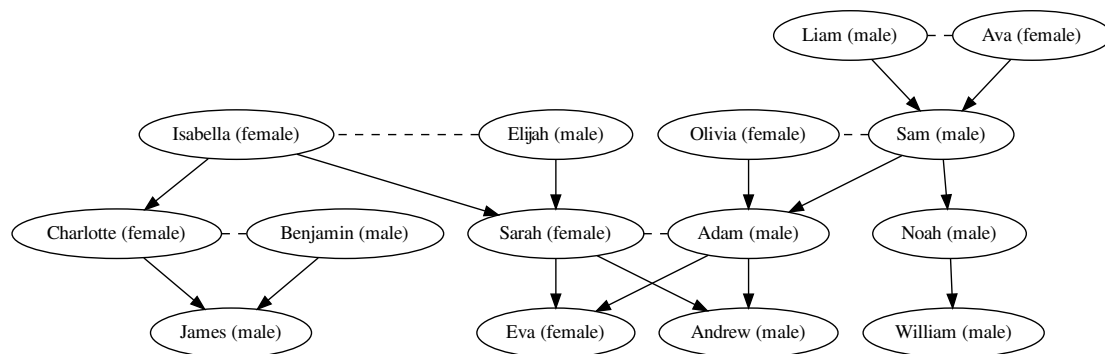 Liam (male)
Ava (female)
Isabella (female)
Elijah (male)
Olivia (female)
Sam (male)
Charlotte (female)
Benjamin (male)
Sarah (female)
Adam (male)
Noah (male)
James (male)
Eva (female)
Andrew (male)
William (male)